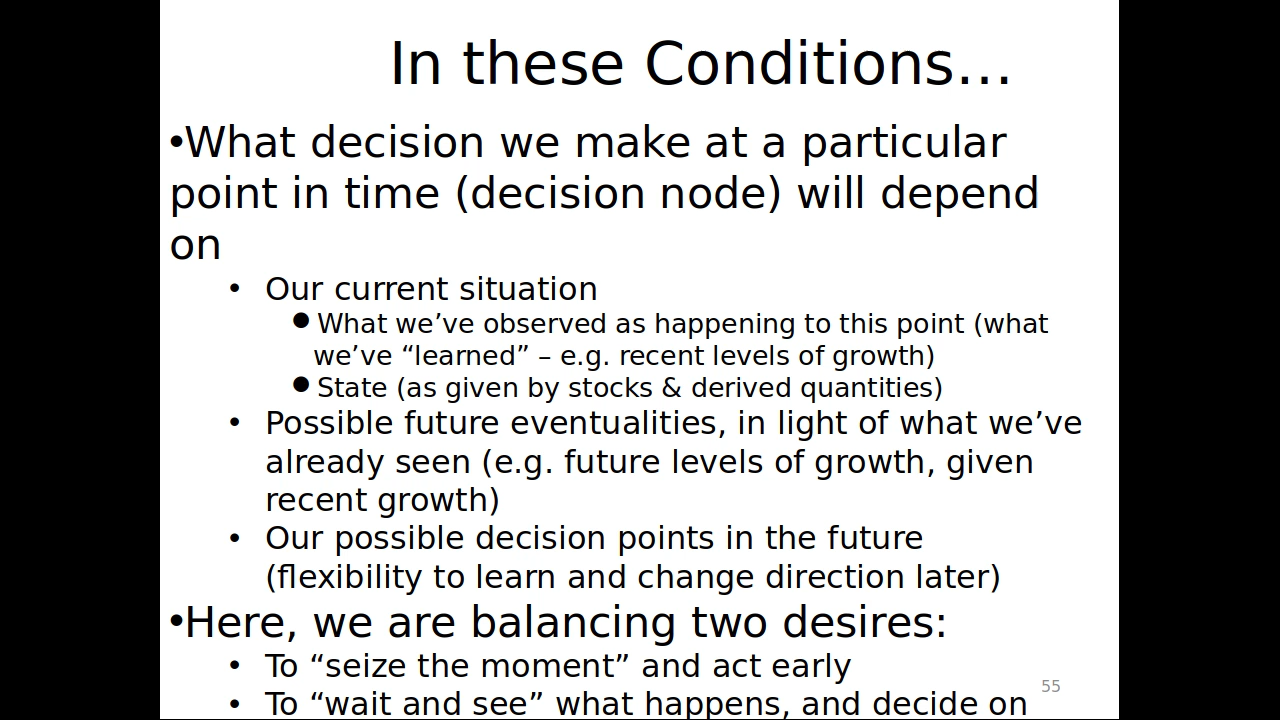 In these Conditions…
•What decision we make at a particular
point in time (decision node) will depend
on
• Our current situation
● What we’ve observed as happening to this point (what
we’ve “learned” – e.g. recent levels of growth)
● State (as given by stocks & derived quantities)
• Possible future eventualities, in light of what we’ve
already seen (e.g. future levels of growth, given
recent growth)
• Our possible decision points in the future
(flexibility to learn and change direction later)
•Here, we are balancing two desires:
• To “seize the moment” and act early
• To “wait and see” what happens, and decide on
55